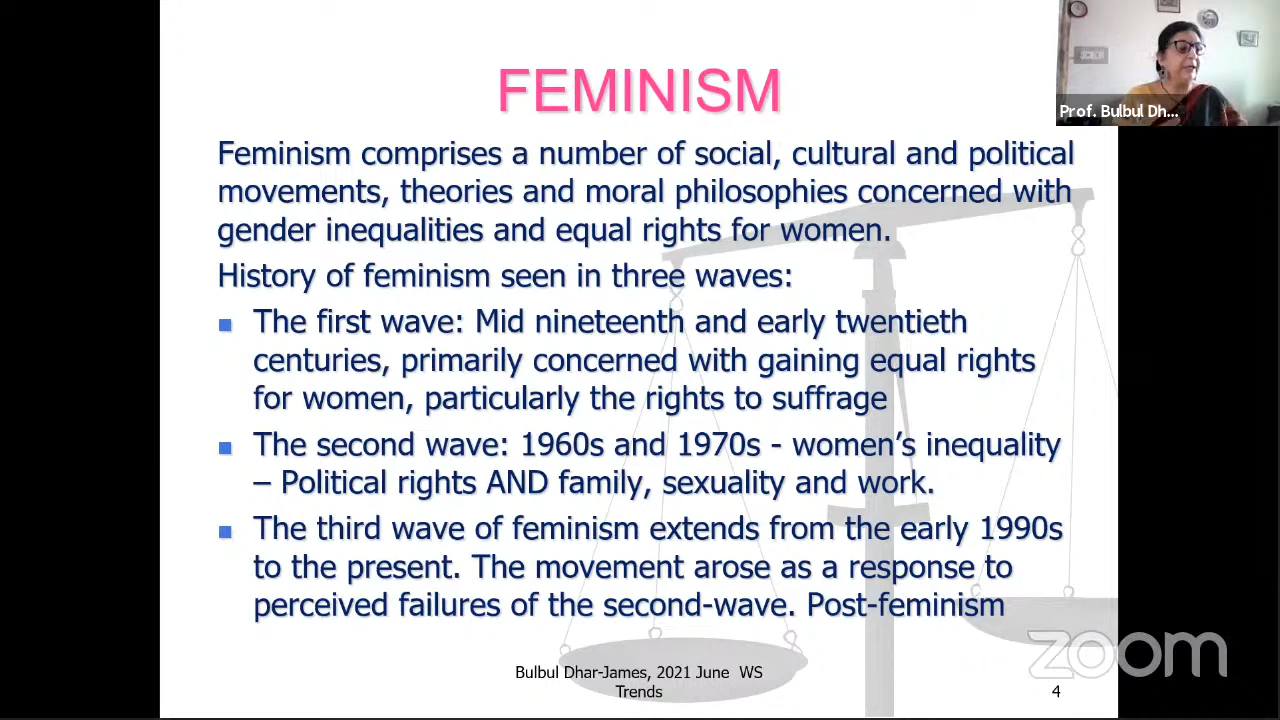 FEMINISM
Prof. Bulbul Dh...
Feminism comprises a number of social, cultural and political
movements, theories and moral philosophies concerned with
gender inequalities and equal rights for women.
History of feminism seen in three waves:
The first wave: Mid nineteenth and early twentieth
centuries, primarily concerned with gaining equal rights
for women, particularly the rights to suffrage
The second wave: 1960s and 1970s - women’s inequality
– Political rights AND family, sexuality and work.
The third wave of feminism extends from the early 1990s
to the present. The movement arose as a response to
perceived failures of the second-wave. Post-feminism
zoom
Bulbul Dhar-James, 2021 June WS
Trends
4